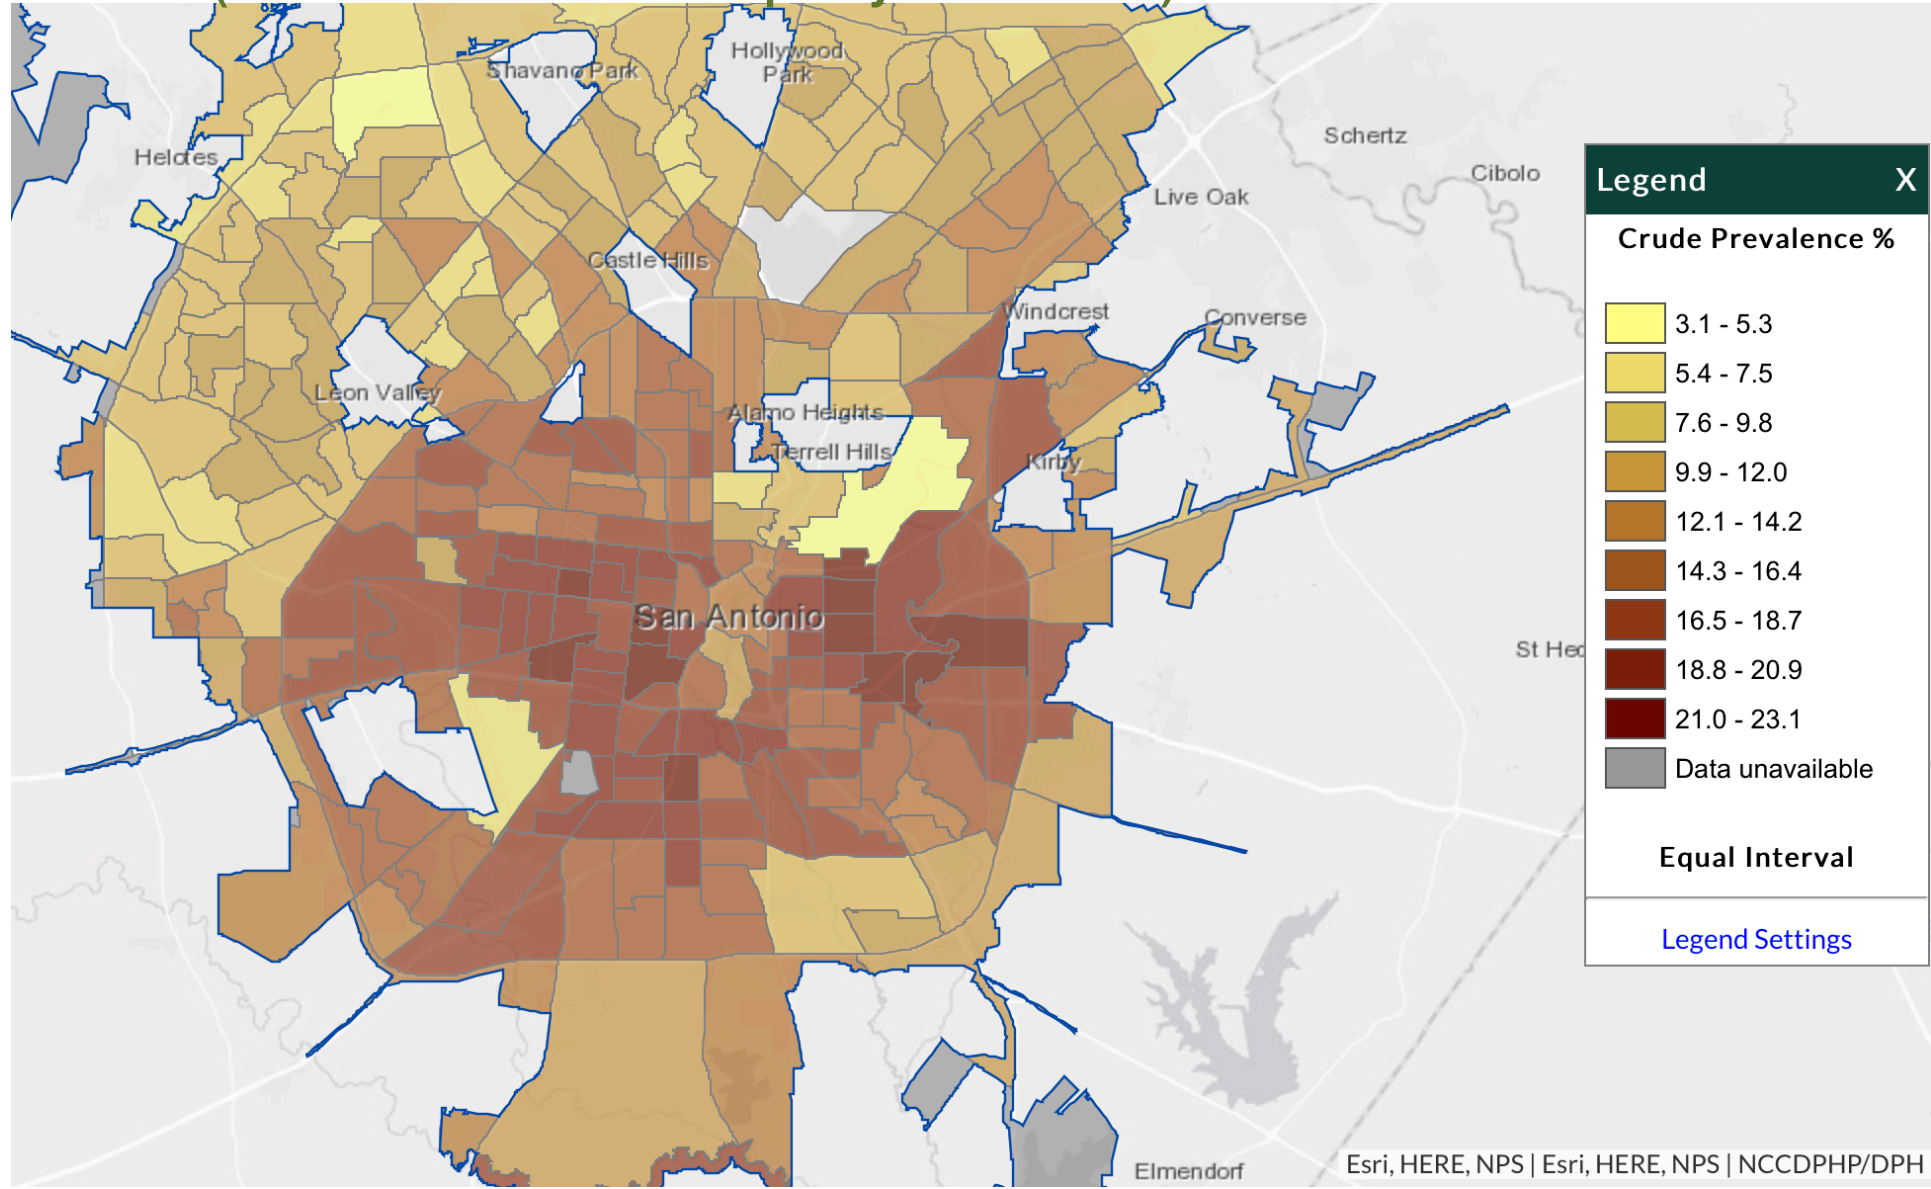 Shavano Park
Hollywood
Park
Schertz
Helotes
Cibolo
Live Oak
Castle Hills
Windcrest
Converse
Leon Valley
Alamo Heights
Terrell Hills
Kirby
San Antonio
St Hec
Elmendorf
Legend X
Crude Prevalence %
3.1 - 5.3
5.4 - 7.5
7.6 - 9.8
9.9 - 12.0
12.1 - 14.2
14.3 - 16.4
16.5 - 18.7
18.8 - 20.9
21.0 - 23.1
Data unavailable
Equal Interval
Legend Settings
Esri, HERE, NPS | Esri, HERE, NPS | NCCDPHP/DPH